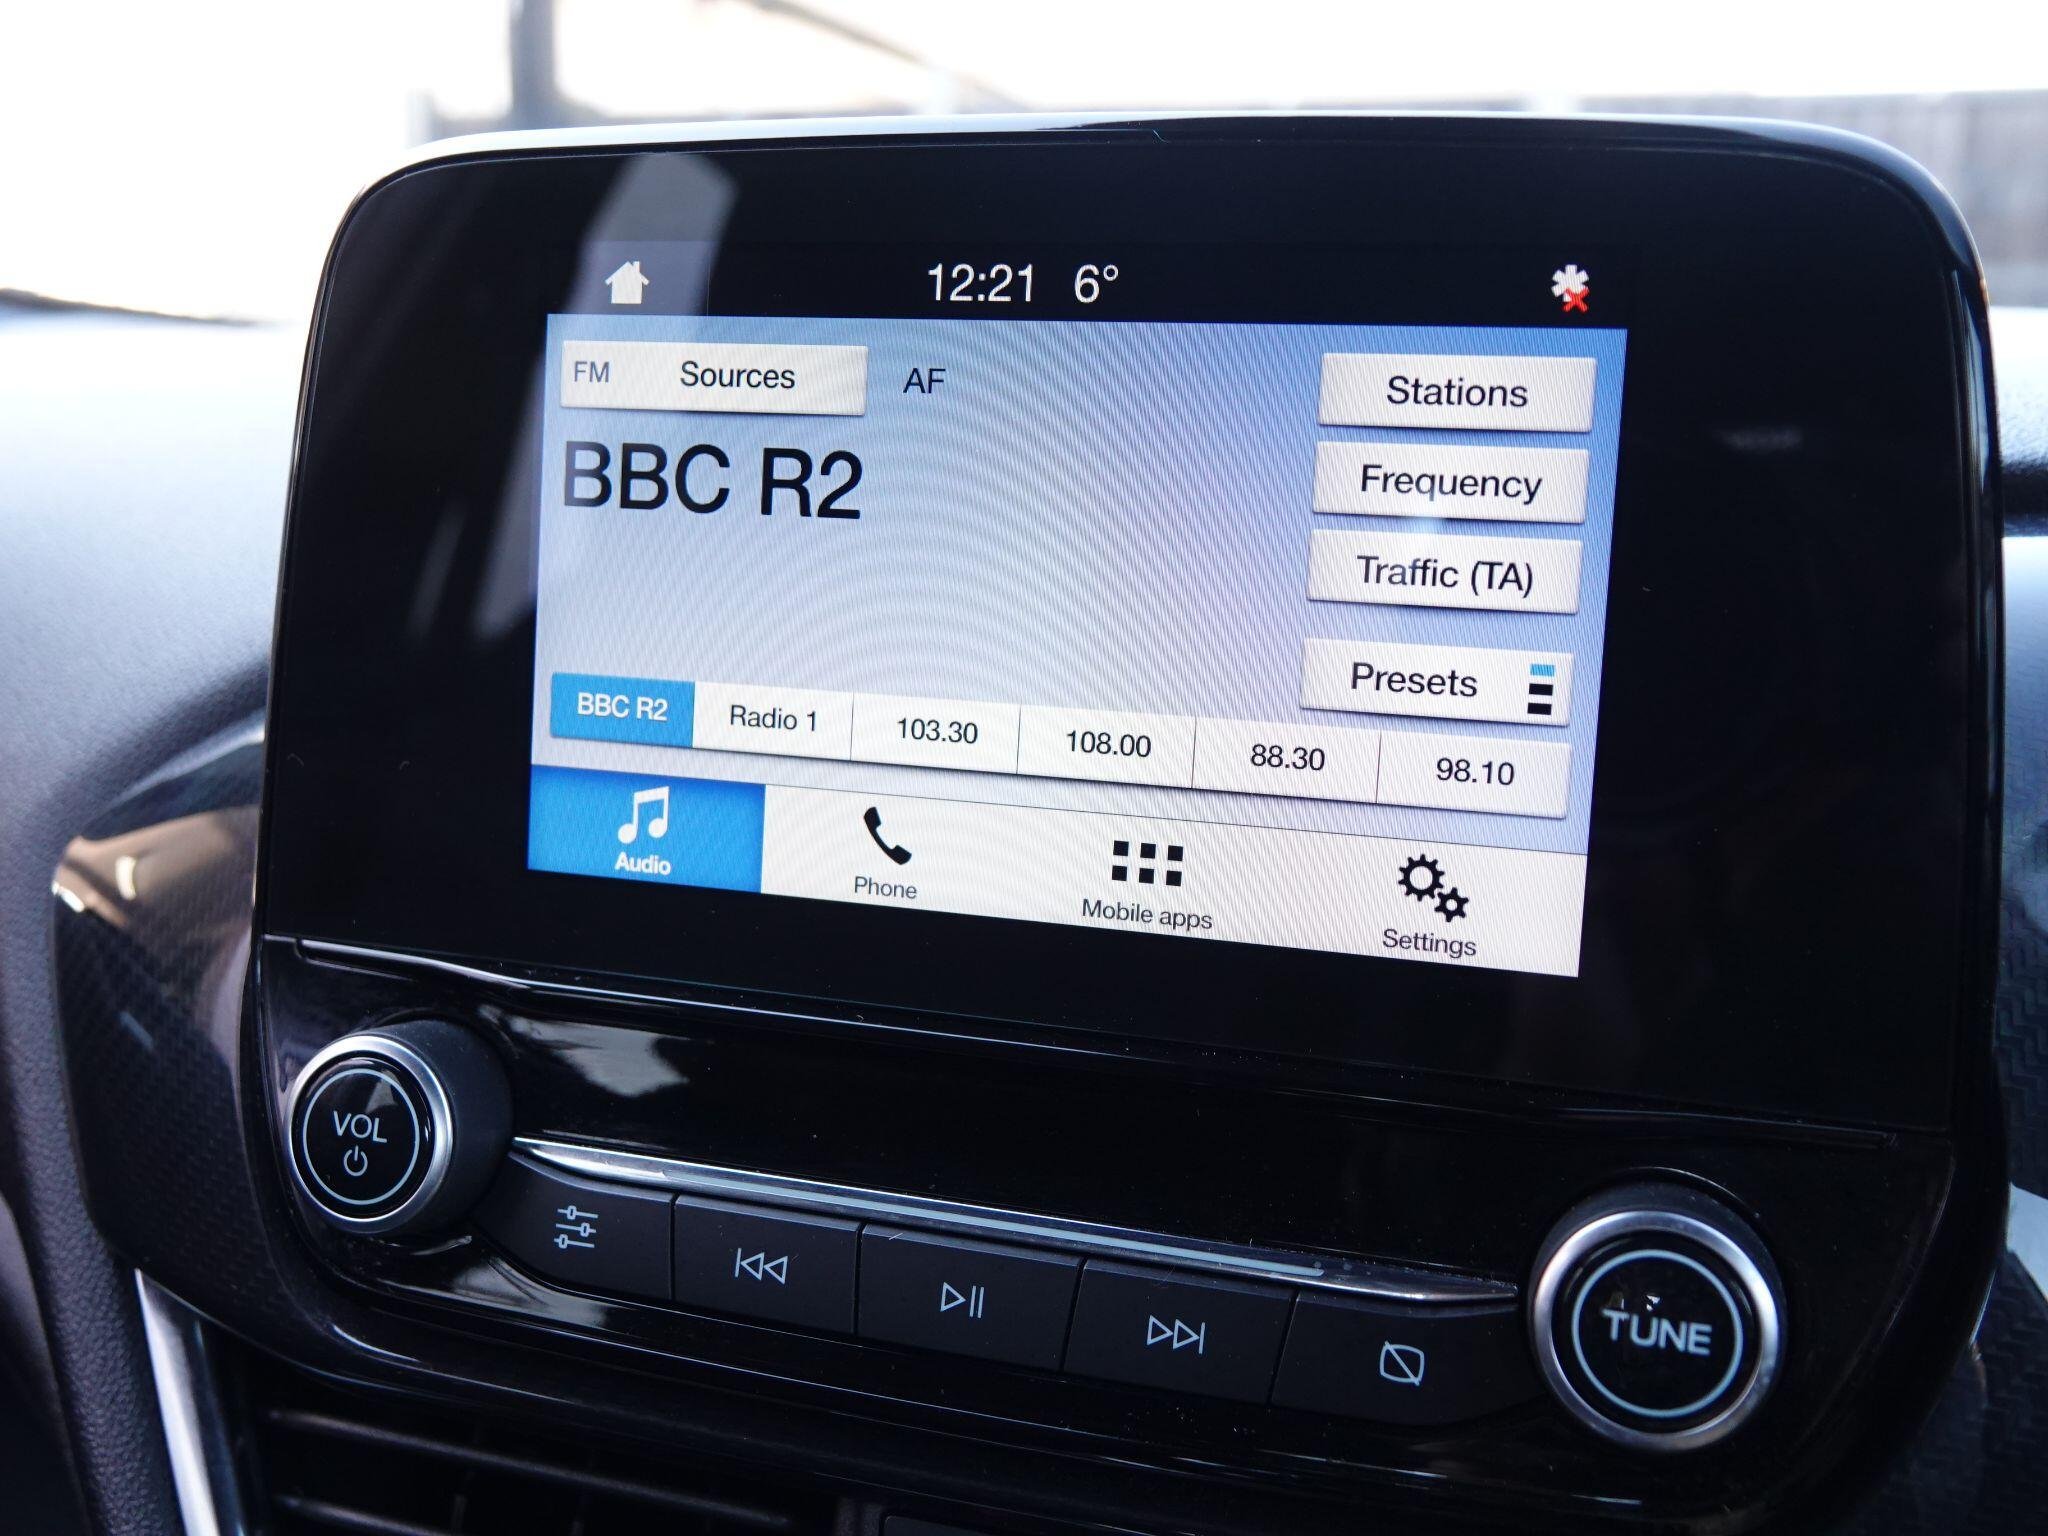 12:21 6°
FM Sources AF
Stations
BBC R2
Frequency
Traffic (TA)
Presets
BBC R2 Radio 1 103.30 108.00 88.30 98.10
Audio Phone Mobile apps Settings
VOL
TUNE